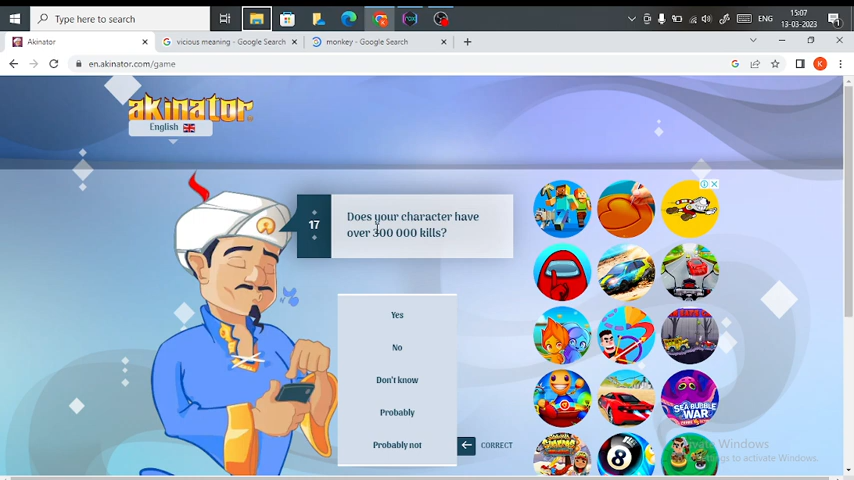 Type here to search
ENG
15:07
13-03-2023
1
Akinator
vicious meaning - Google Search
monkey - Google Search
en.akinator.com/game
K
akinator
English
17
Does your character have
over 300 000 kills?
Yes
No
Don't know
Probably
Probably not
CORRECT
SEA BUBBLE
WAR
8
Activate Windows
Go to Settings to activate Windows.